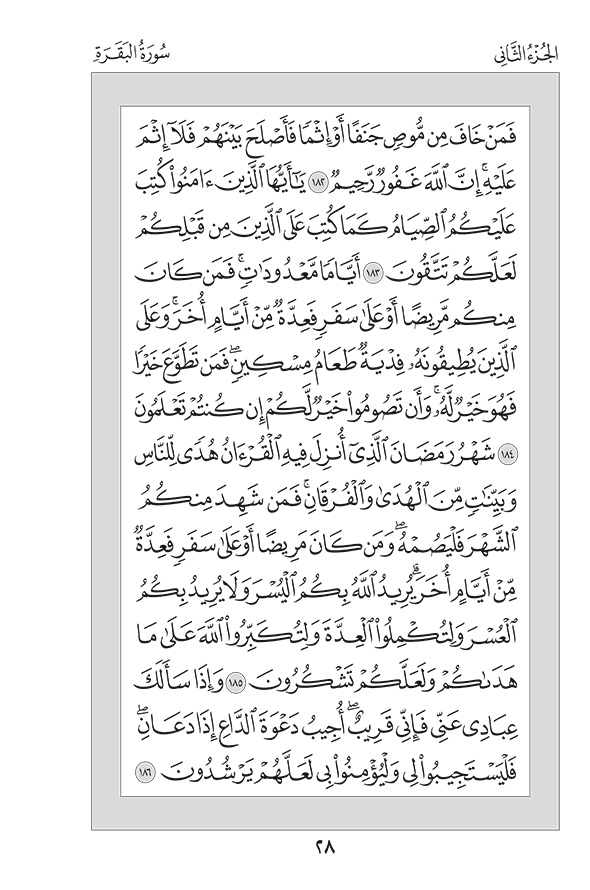 الجُزْءُ الثَّانِي
سُورَةُ البَقَرَةِ
فَمَنۡ خَافَ مِن مُّوصٖ جَنَفًا أَوۡ إِثۡمٗا فَأَصۡلَحَ بَيۡنَهُمۡ فَلَآ إِثۡمَ
عَلَيۡهِۚ إِنَّ ٱللَّهَ غَفُورٞ رَّحِيمٞ ١٨٢ يَٰٓأَيُّهَا ٱلَّذِينَ ءَامَنُواْ كُتِبَ
عَلَيۡكُمُ ٱلصِّيَامُ كَمَا كُتِبَ عَلَى ٱلَّذِينَ مِن قَبۡلِكُمۡ
لَعَلَّكُمۡ تَتَّقُونَ ١٨٣ أَيَّامٗا مَّعۡدُودَٰتٖۚ فَمَن كَانَ
مِنكُم مَّرِيضًا أَوۡ عَلَىٰ سَفَرٖ فَعِدَّةٞ مِّنۡ أَيَّامٍ أُخَرَۚ وَعَلَى
ٱلَّذِينَ يُطِيقُونَهُۥ فِدۡيَةٞ طَعَامُ مِسۡكِينٖۖ فَمَن تَطَوَّعَ خَيۡرٗا
فَهُوَ خَيۡرٞ لَّهُۥۚ وَأَن تَصُومُواْ خَيۡرٞ لَّكُمۡ إِن كُنتُمۡ تَعۡلَمُونَ
١٨٤ شَهۡرُ رَمَضَانَ ٱلَّذِيٓ أُنزِلَ فِيهِ ٱلۡقُرۡءَانُ هُدٗى لِّلنَّاسِ
وَبَيِّنَٰتٖ مِّنَ ٱلۡهُدَىٰ وَٱلۡفُرۡقَانِۚ فَمَن شَهِدَ مِنكُمُ
ٱلشَّهۡرَ فَلۡيَصُمۡهُۖ وَمَن كَانَ مَرِيضًا أَوۡ عَلَىٰ سَفَرٖ فَعِدَّةٞ
مِّنۡ أَيَّامٍ أُخَرَۗ يُرِيدُ ٱللَّهُ بِكُمُ ٱلۡيُسۡرَ وَلَا يُرِيدُ بِكُمُ
ٱلۡعُسۡرَ وَلِتُكۡمِلُواْ ٱلۡعِدَّةَ وَلِتُكَبِّرُواْ ٱللَّهَ عَلَىٰ مَا
هَدَىٰكُمۡ وَلَعَلَّكُمۡ تَشۡكُرُونَ ١٨٥ وَإِذَا سَأَلَكَ
عِبَادِي عَنِّي فَإِنِّي قَرِيبٌۖ أُجِيبُ دَعۡوَةَ ٱلدَّاعِ إِذَا دَعَانِۖ
فَلۡيَسۡتَجِيبُواْ لِي وَلۡيُؤۡمِنُواْ بِي لَعَلَّهُمۡ يَرۡشُدُونَ ١٨٦
٢٨